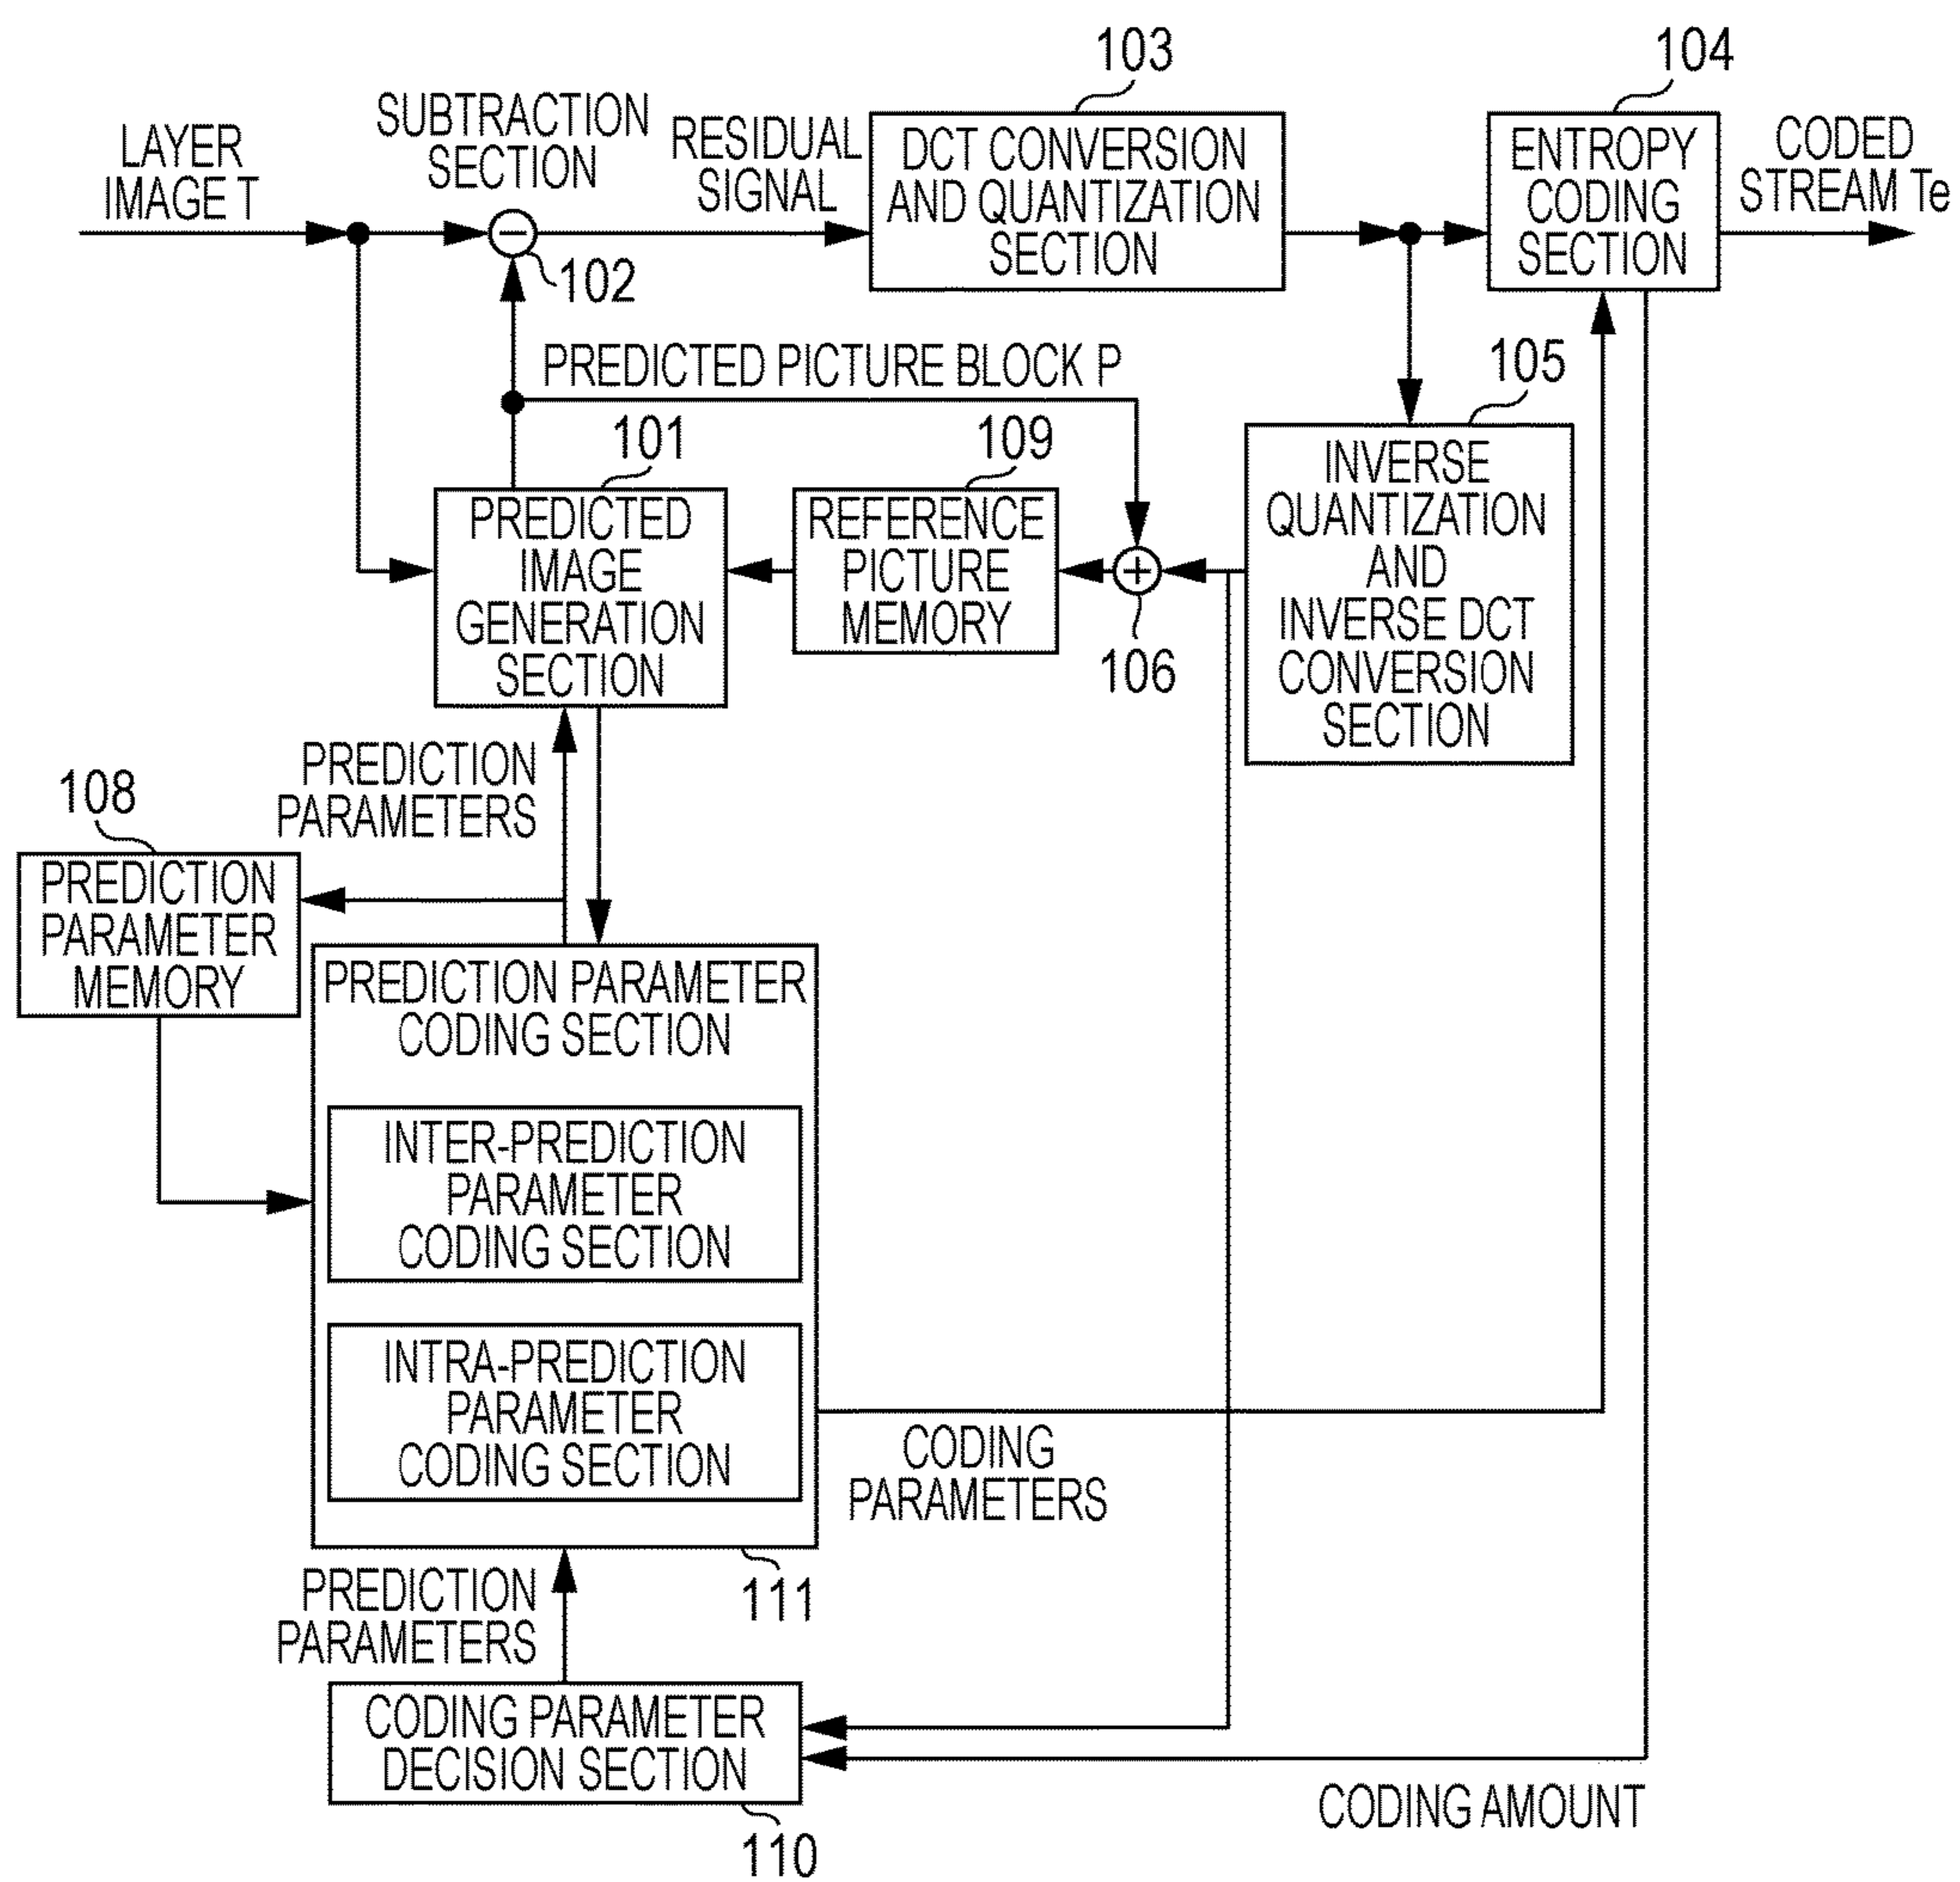 103
104
SUBTRACTION
SECTION
LAYER
IMAGE T
RESIDUAL
SIGNAL
DCT CONVERSION
AND QUANTIZATION
SECTION
ENTROPY
CODING
SECTION
CODED
STREAM Te
−
102
PREDICTED PICTURE BLOCK P
105
101
109
PREDICTED
IMAGE
GENERATION
SECTION
REFERENCE
PICTURE
MEMORY
+
106
INVERSE
QUANTIZATION
AND
INVERSE DCT
CONVERSION
SECTION
PREDICTION
PARAMETERS
108
PREDICTION
PARAMETER
MEMORY
PREDICTION PARAMETER
CODING SECTION
INTER-PREDICTION
PARAMETER
CODING SECTION
INTRA-PREDICTION
PARAMETER
CODING SECTION
CODING
PARAMETERS
111
PREDICTION
PARAMETERS
CODING PARAMETER
DECISION SECTION
CODING AMOUNT
110